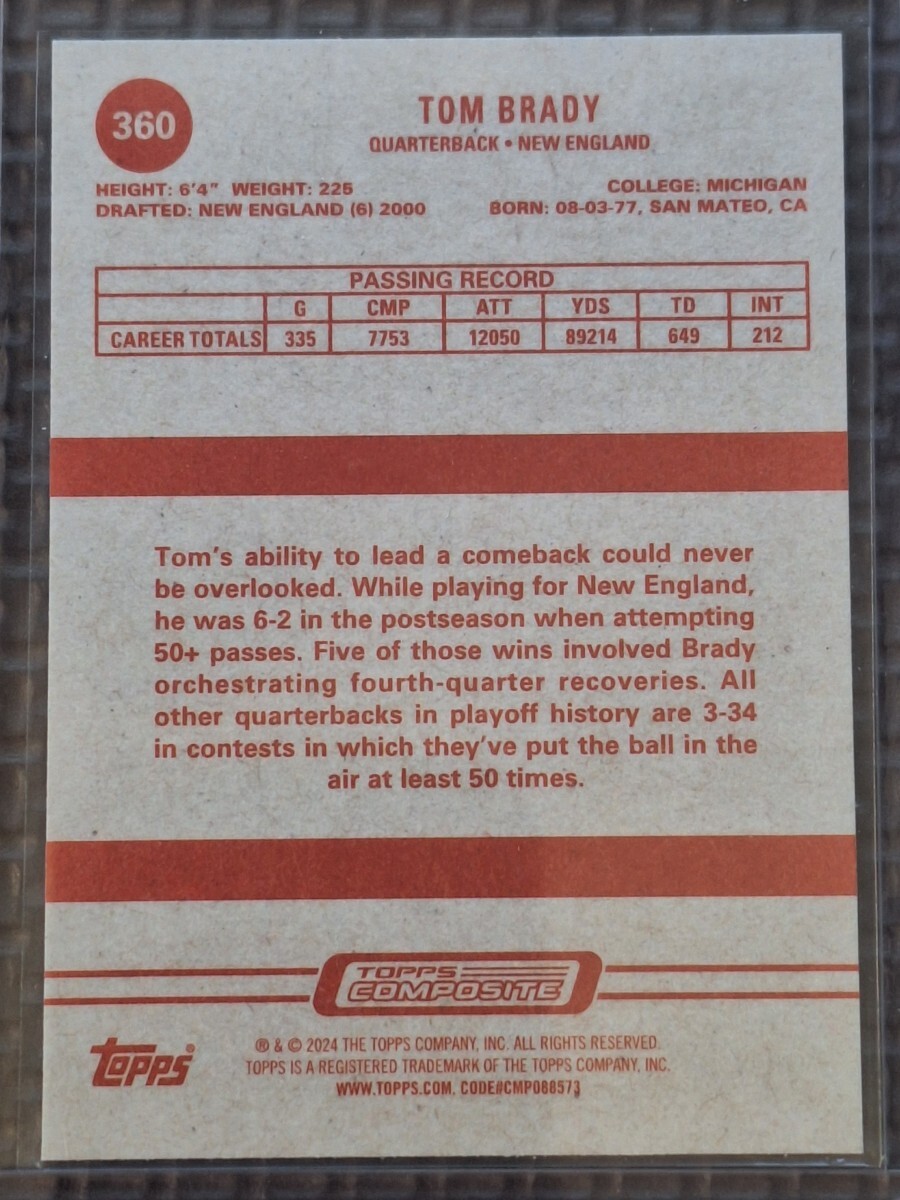 360
TOM BRADY
QUARTERBACK • NEW ENGLAND
HEIGHT: 6'4" WEIGHT: 225
COLLEGE: MICHIGAN
DRAFTED: NEW ENGLAND (6) 2000
BORN: 08-03-77, SAN MATEO, CA
PASSING RECORD
G CMP ATT YDS TD INT
CAREER TOTALS 335 7753 12050 89214 649 212
Tom's ability to lead a comeback could never
be overlooked. While playing for New England,
he was 6-2 in the postseason when attempting
50+ passes. Five of those wins involved Brady
orchestrating fourth-quarter recoveries. All
other quarterbacks in playoff history are 3-34
in contests in which they've put the ball in the
air at least 50 times.
TOPPS
COMPOSITE
topps®
® & © 2024 THE TOPPS COMPANY, INC. ALL RIGHTS RESERVED.
TOPPS IS A REGISTERED TRADEMARK OF THE TOPPS COMPANY, INC.
WWW.TOPPS.COM. CODE#CMP088573